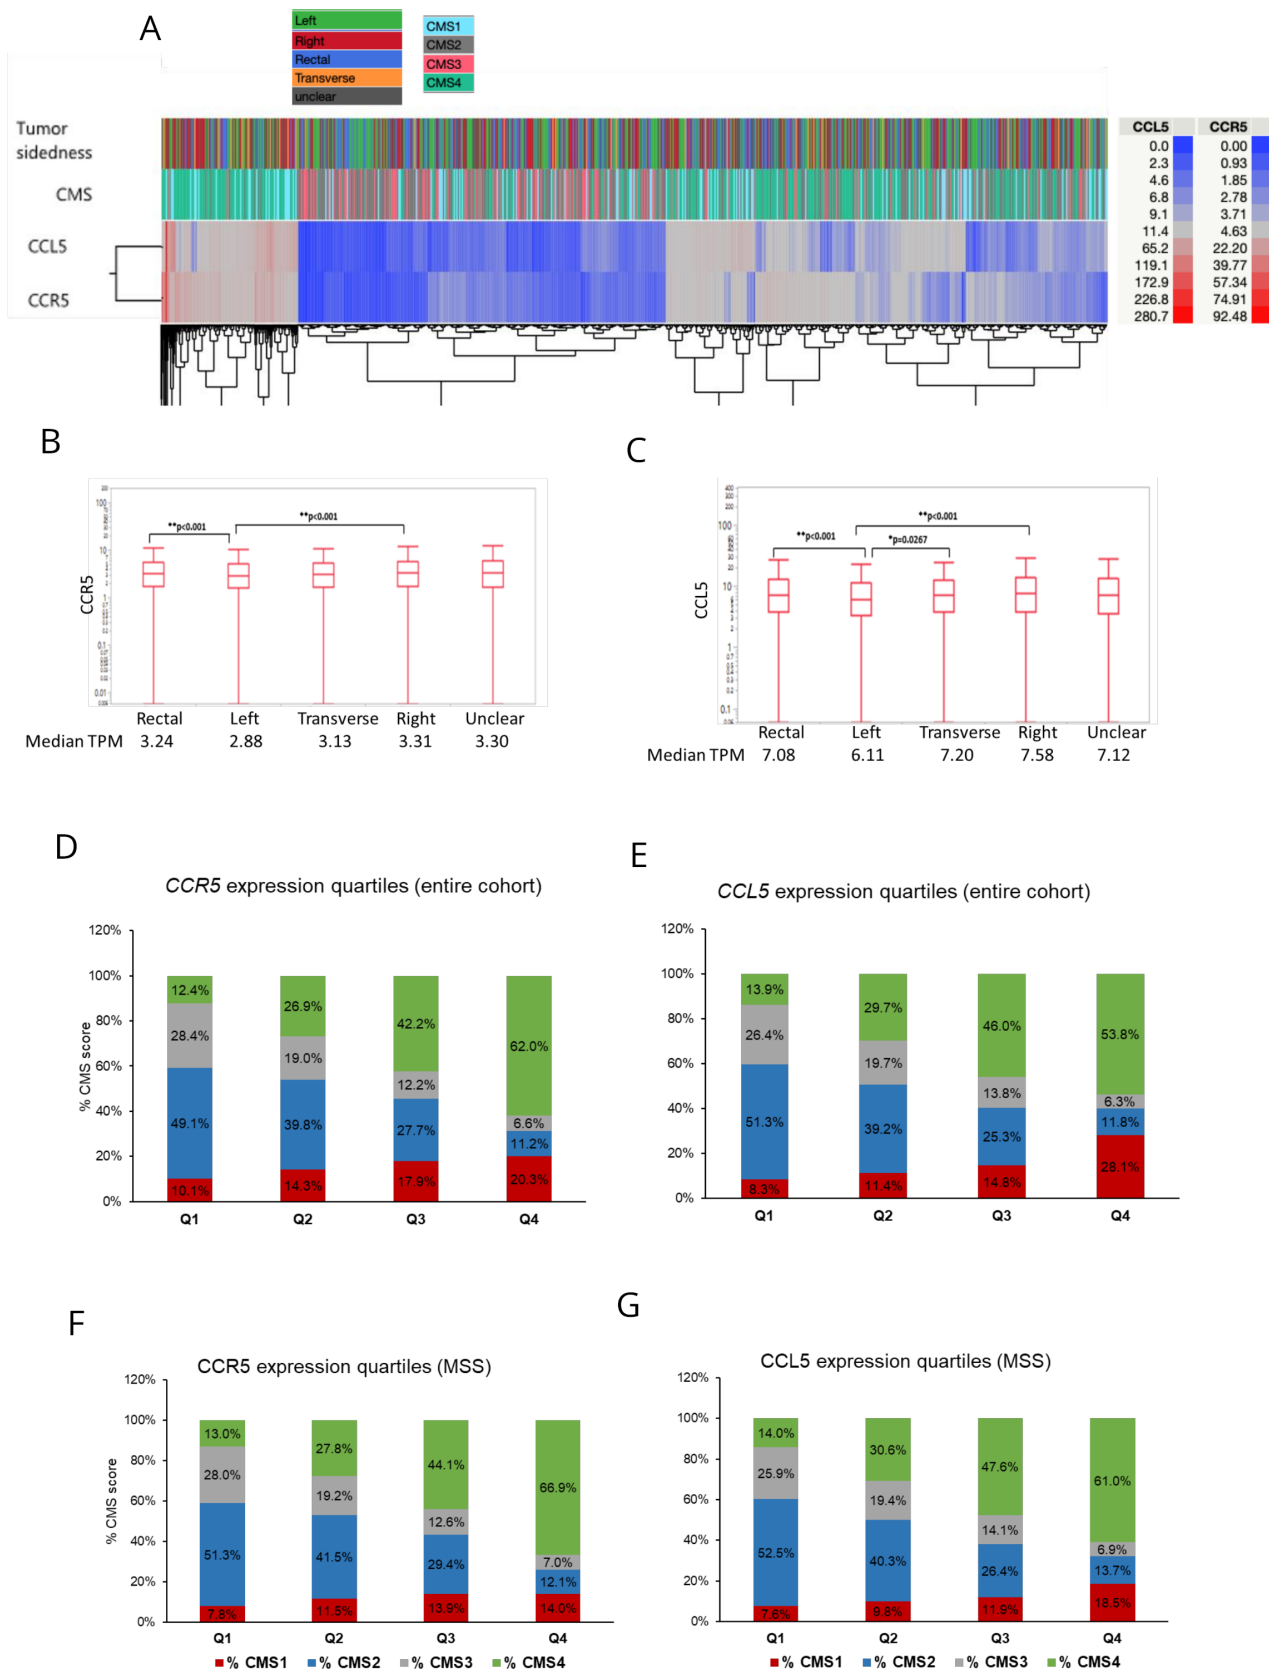 A
Left
Right
Rectal
Transverse
unclear
CMS1
CMS2
CMS3
CMS4
Tumor
sidedness
CMS
CCL5
CCR5
CCL5 CCR5
0.0 0.00
2.3 0.93
4.6 1.85
6.8 2.78
9.1 3.71
11.4 4.63
65.2 22.20
119.1 39.77
172.9 57.34
226.8 74.91
280.7 92.48
B
CCR5
100
10
1
0.1
0.01
**p<0.001
**p<0.001
Rectal Left Transverse Right Unclear
Median TPM 3.24 2.88 3.13 3.31 3.30
C
CCL5
100
10
1
0.1
**p<0.001
**p<0.001
*p=0.0267
Rectal Left Transverse Right Unclear
Median TPM 7.08 6.11 7.20 7.58 7.12
D
CCR5 expression quartiles (entire cohort)
% CMS score
120%
100%
80%
60%
40%
20%
0%
12.4% 26.9% 42.2% 62.0%
28.4% 19.0% 12.2% 6.6%
49.1% 39.8% 27.7% 11.2%
10.1% 14.3% 17.9% 20.3%
Q1 Q2 Q3 Q4
E
CCL5 expression quartiles (entire cohort)
120%
100%
80%
60%
40%
20%
0%
13.9% 29.7% 46.0% 53.8%
26.4% 19.7% 13.8% 6.3%
51.3% 39.2% 25.3% 11.8%
8.3% 11.4% 14.8% 28.1%
Q1 Q2 Q3 Q4
F
CCR5 expression quartiles (MSS)
% CMS score
120%
100%
80%
60%
40%
20%
0%
13.0% 27.8% 44.1% 66.9%
28.0% 19.2% 12.6% 7.0%
51.3% 41.5% 29.4% 12.1%
7.8% 11.5% 13.9% 14.0%
Q1 Q2 Q3 Q4
% CMS1 % CMS2 % CMS3 % CMS4
G
CCL5 expression quartiles (MSS)
120%
100%
80%
60%
40%
20%
0%
14.0% 30.6% 47.6% 61.0%
25.9% 19.4% 14.1% 6.9%
52.5% 40.3% 26.4% 13.7%
7.6% 9.8% 11.9% 18.5%
Q1 Q2 Q3 Q4
% CMS1 % CMS2 % CMS3 % CMS4